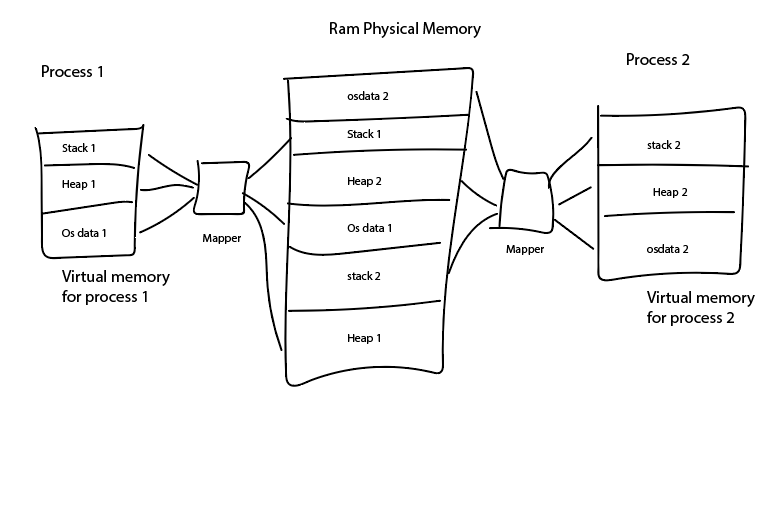 Ram Physical Memory
Process 1
Process 2
Stack 1
Heap 1
Os data 1
Virtual memory
for process 1
Mapper
osdata 2
Stack 1
Heap 2
Os data 1
stack 2
Heap 1
Mapper
stack 2
Heap 2
osdata 2
Virtual memory
for process 2